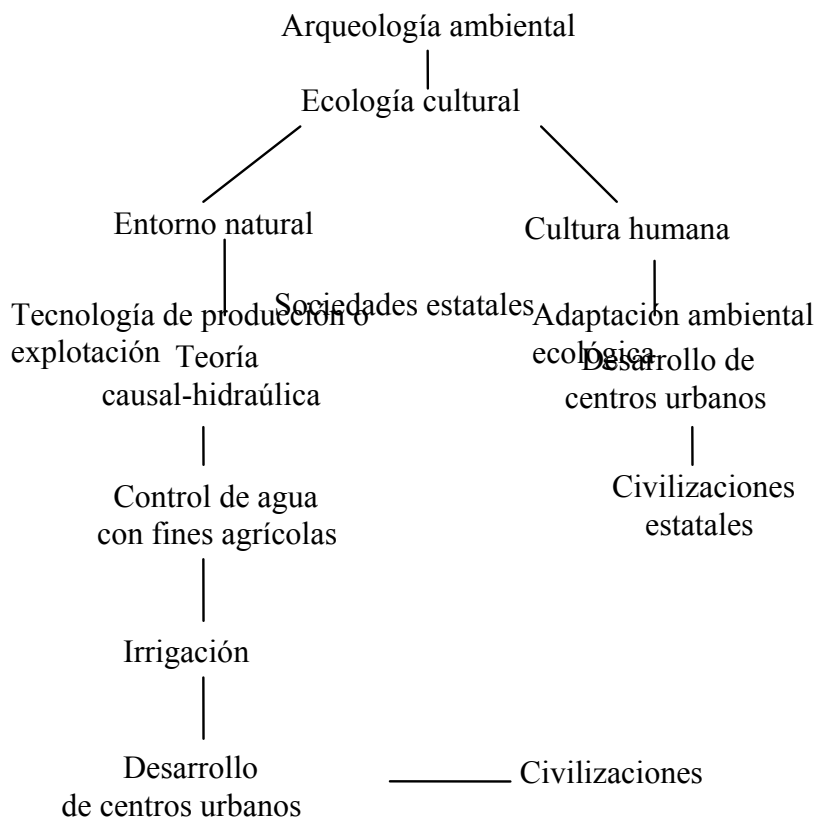 Arqueología ambiental
Ecología cultural
Entorno natural
Cultura humana
Sociedades estatales
Tecnología de producción o
explotación
Adaptación ambiental
ecológica
Teoría
causal-hidraúlica
Desarrollo de
centros urbanos
Control de agua
con fines agrícolas
Civilizaciones
estatales
Irrigación
Desarrollo
de centros urbanos
Civilizaciones